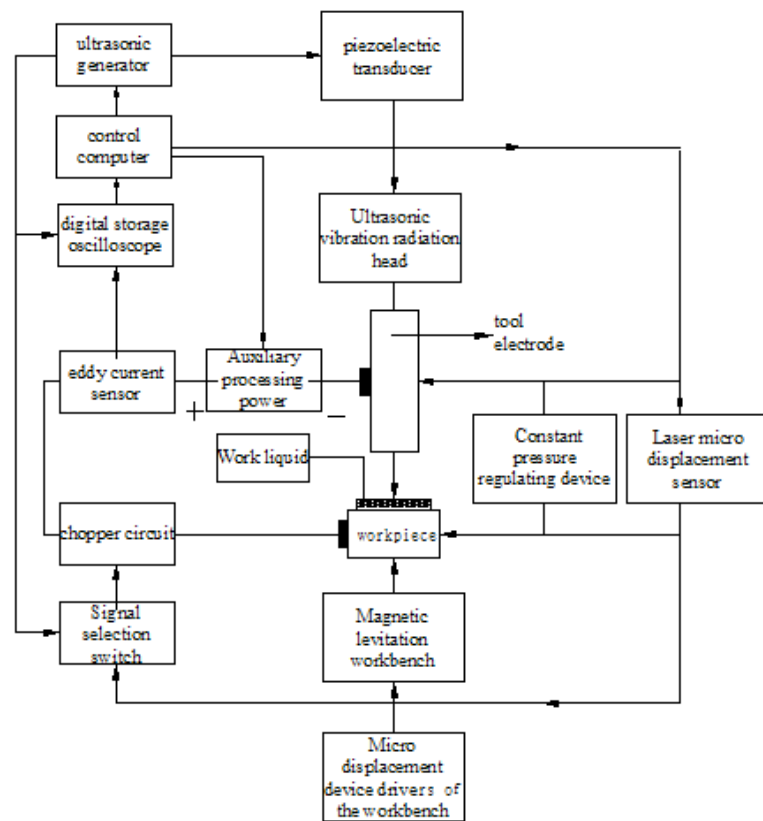 ultrasonic
generator
piezoelectric
transducer
control
computer
digital storage
oscilloscope
Ultrasonic
vibration radiation
head
tool
electrode
eddy current
sensor
Auxiliary
processing
power
+
−
Work liquid
Constant
pressure
regulating device
Laser micro
displacement
sensor
chopper circuit
workpiece
Signal
selection
switch
Magnetic
levitation
workbench
Micro
displacement
device drivers of
the workbench